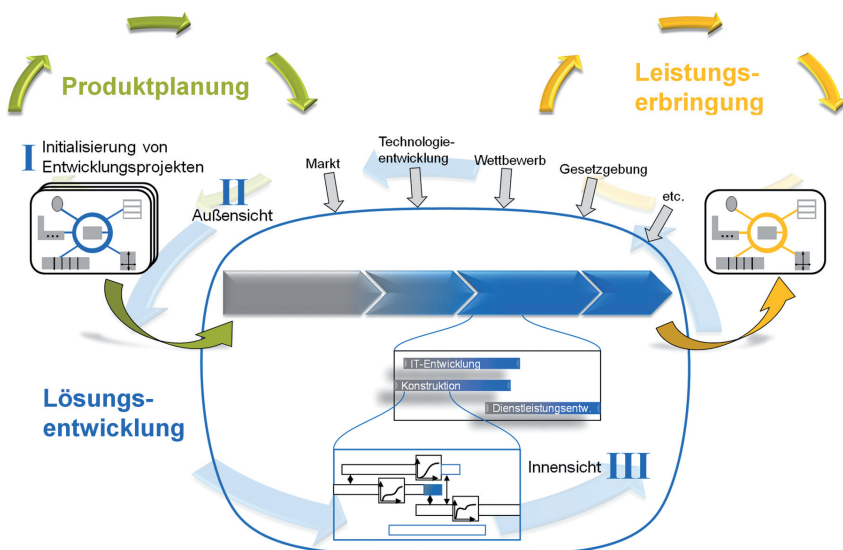 Produktplanung
Leistungs-
erbringung
I Initialisierung von
Entwicklungsprojekten
II
Außensicht
Markt
Technologie-
entwicklung
Wettbewerb
Gesetzgebung
etc.
IT-Entwicklung
Konstruktion
Dienstleistungsentw.
Lösungs-
entwicklung
Innensicht III